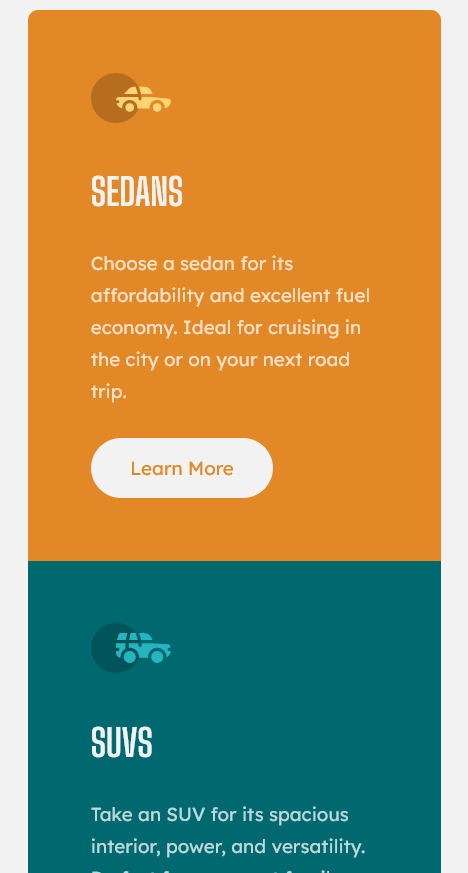 SEDANS
Choose a sedan for its
affordability and excellent fuel
economy. Ideal for cruising in
the city or on your next road
trip.
Learn More
SUVS
Take an SUV for its spacious
interior, power, and versatility.